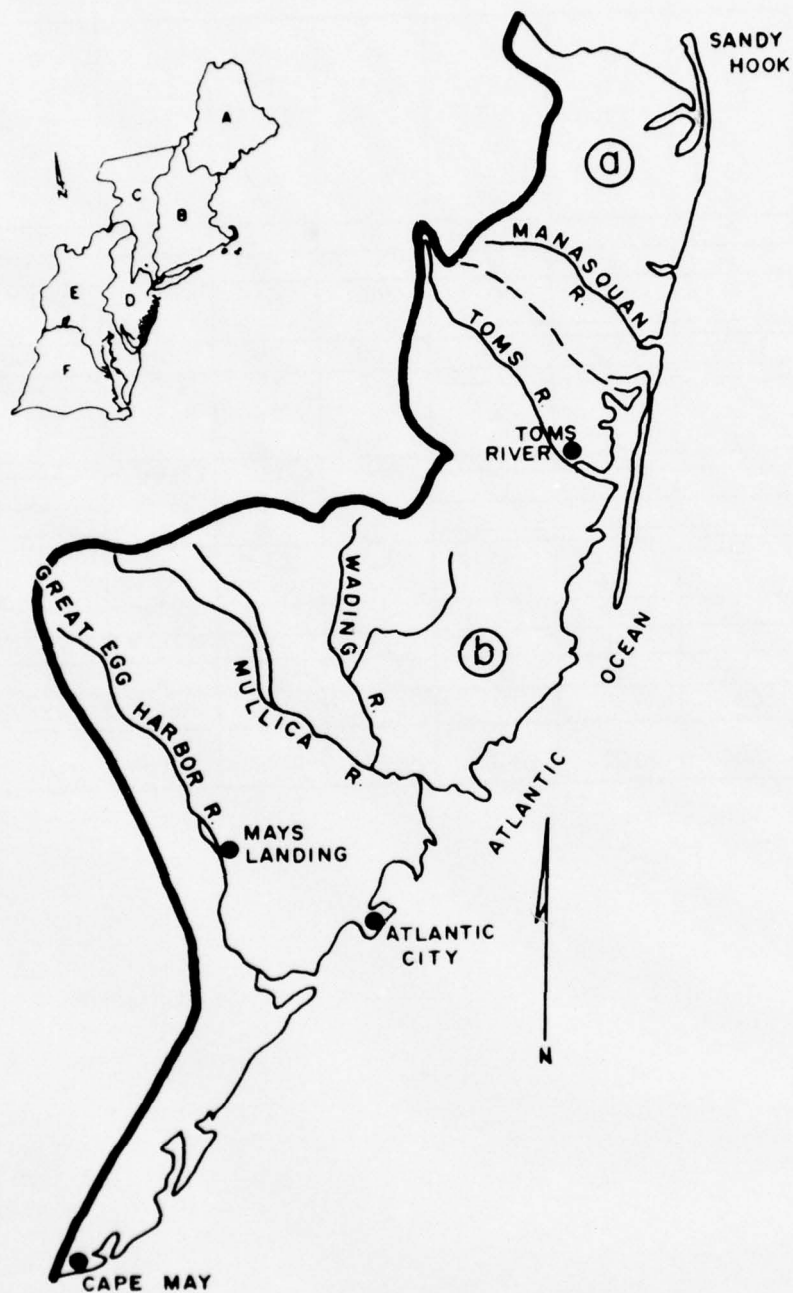 SANDY
HOOK
A
N
C
B
E
D
F
a
MANASQUAN
R.
TOMS R.
TOMS
RIVER
WADING
R.
GREAT EGG
HARBOR R.
MULLICA
R.
b
OCEAN
ATLANTIC
MAYS
LANDING
ATLANTIC
CITY
N
CAPE MAY